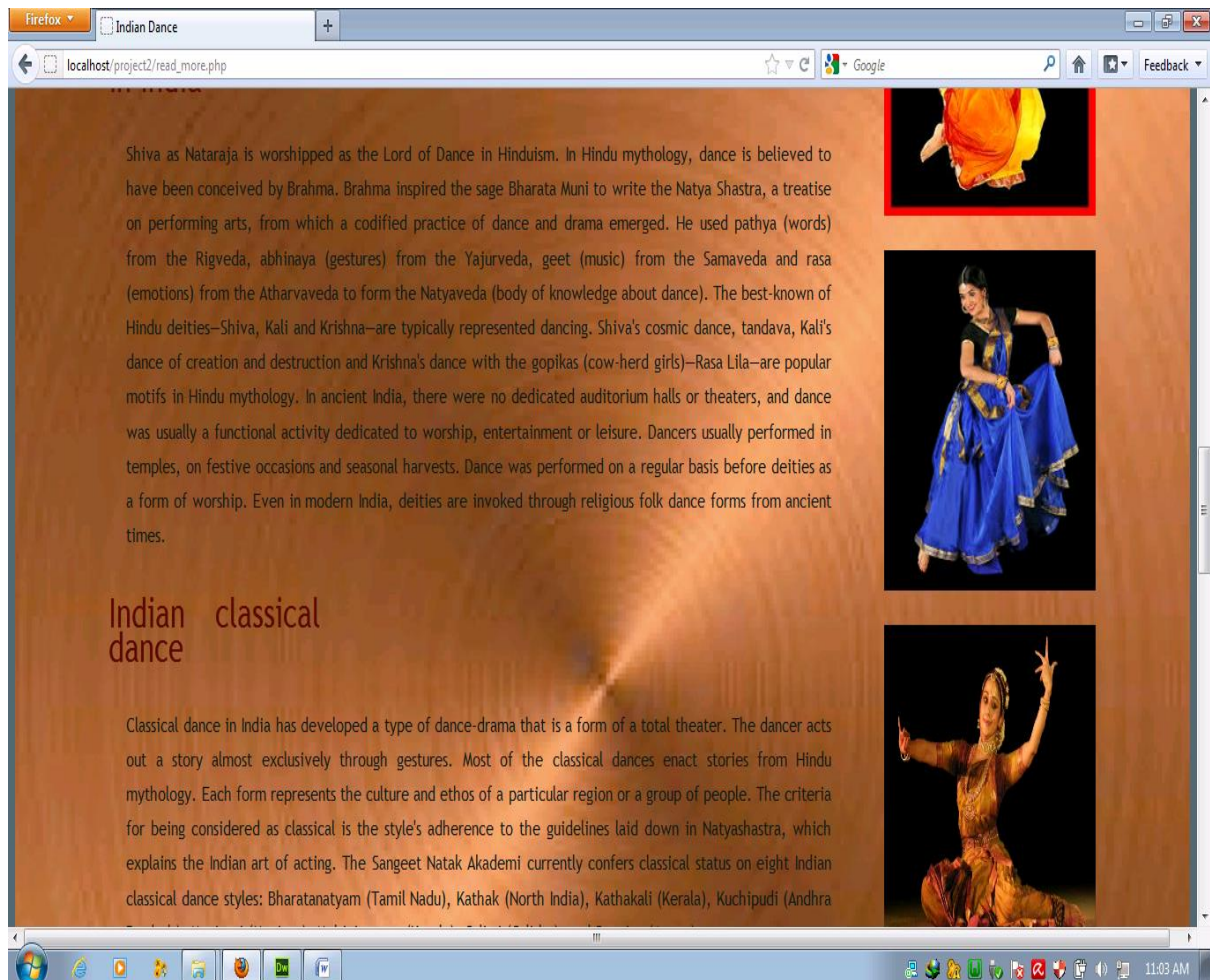 Firefox
Indian Dance
localhost/project2/read_more.php
Google
Feedback
in India
Shiva as Nataraja is worshipped as the Lord of Dance in Hinduism. In Hindu mythology, dance is believed to
have been conceived by Brahma. Brahma inspired the sage Bharata Muni to write the Natya Shastra, a treatise
on performing arts, from which a codified practice of dance and drama emerged. He used pathya (words)
from the Rigveda, abhinaya (gestures) from the Yajurveda, geet (music) from the Samaveda and rasa
(emotions) from the Atharvaveda to form the Natyaveda (body of knowledge about dance). The best-known of
Hindu deities—Shiva, Kali and Krishna—are typically represented dancing. Shiva's cosmic dance, tandava, Kali's
dance of creation and destruction and Krishna's dance with the gopikas (cow-herd girls)—Rasa Lila—are popular
motifs in Hindu mythology. In ancient India, there were no dedicated auditorium halls or theaters, and dance
was usually a functional activity dedicated to worship, entertainment or leisure. Dancers usually performed in
temples, on festive occasions and seasonal harvests. Dance was performed on a regular basis before deities as
a form of worship. Even in modern India, deities are invoked through religious folk dance forms from ancient
times.
Indian classical
dance
Classical dance in India has developed a type of dance-drama that is a form of a total theater. The dancer acts
out a story almost exclusively through gestures. Most of the classical dances enact stories from Hindu
mythology. Each form represents the culture and ethos of a particular region or a group of people. The criteria
for being considered as classical is the style's adherence to the guidelines laid down in Natyashastra, which
explains the Indian art of acting. The Sangeet Natak Akademi currently confers classical status on eight Indian
classical dance styles: Bharatanatyam (Tamil Nadu), Kathak (North India), Kathakali (Kerala), Kuchipudi (Andhra
Dw
11:03 AM